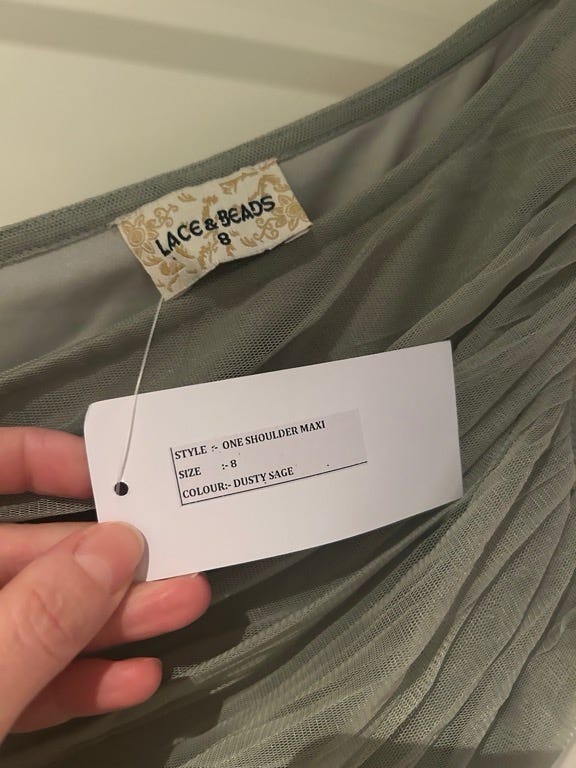 LACE & BEADS
8
STYLE :- ONE SHOULDER MAXI
SIZE :- 8
COLOUR:- DUSTY SAGE